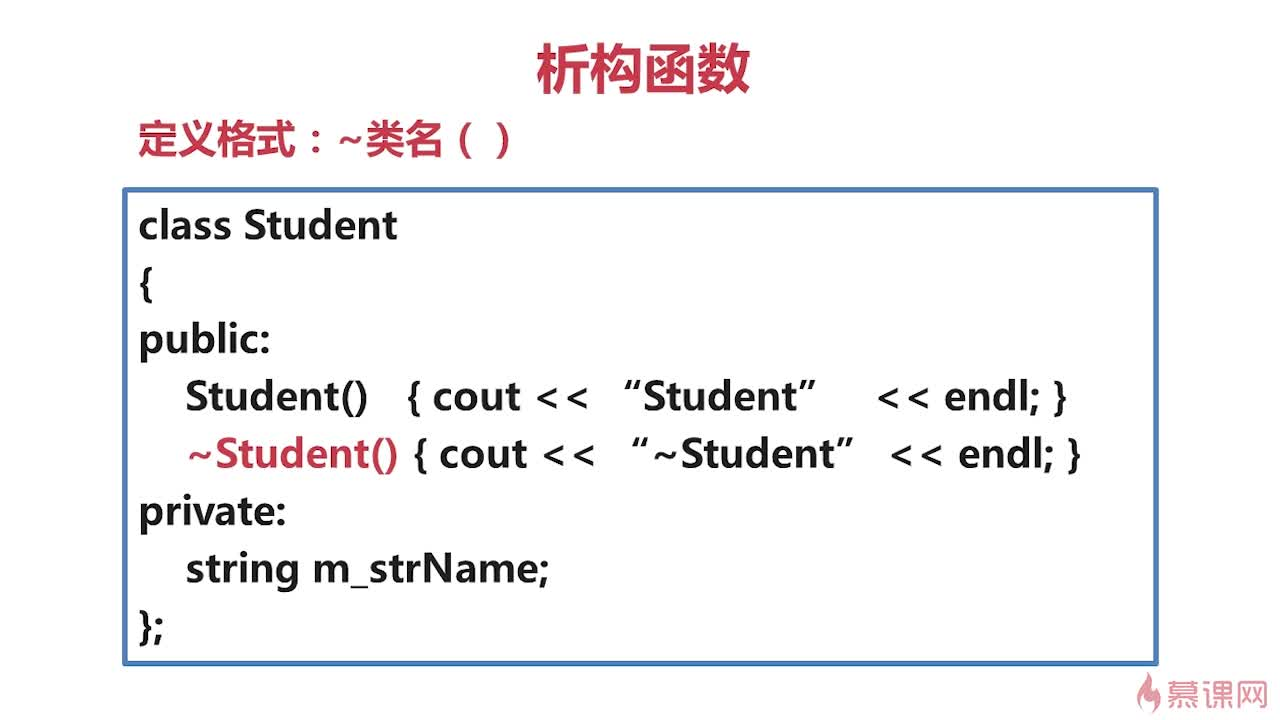 析构函数
定义格式：~类名（ ）
class Student
{
public:
Student() { cout << “Student” << endl; }
~Student() { cout << “~Student” << endl; }
private:
string m_strName;
};
慕课网